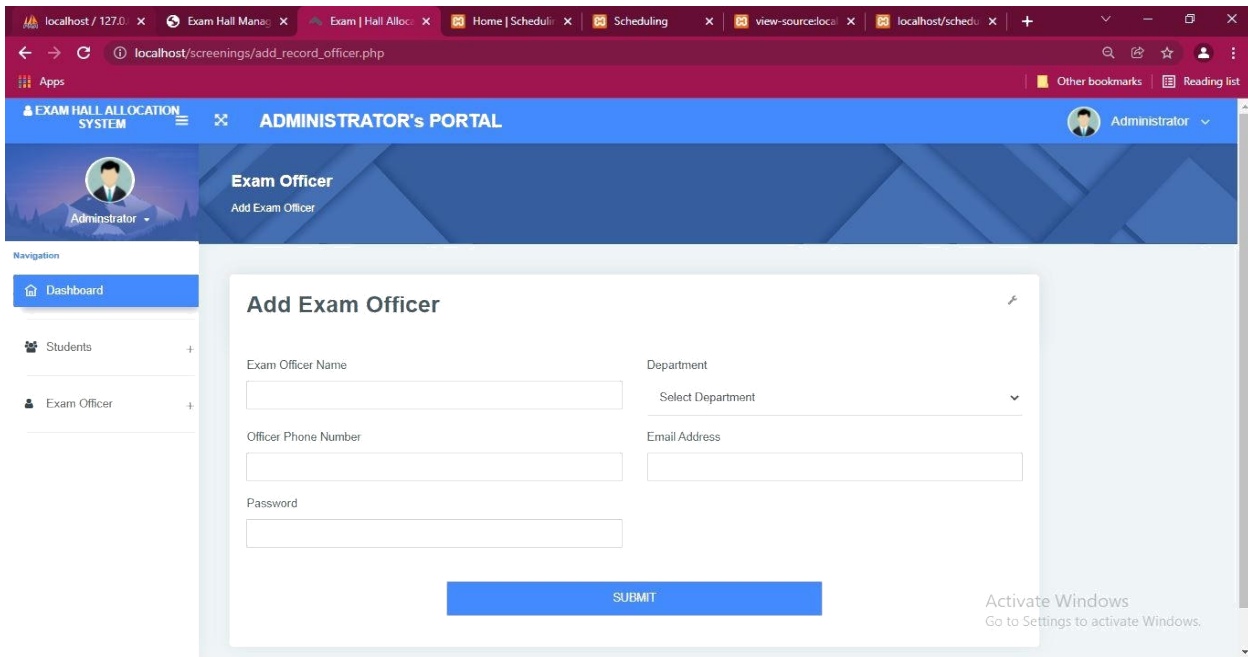 localhost / 127.0.
Exam Hall Manag
Exam | Hall Alloca
Home | Schedulin
Scheduling
view-source:local
localhost/schedu
localhost/screenings/add_record_officer.php
Apps
Other bookmarks
Reading list
EXAM HALL ALLOCATION
SYSTEM
ADMINISTRATOR's PORTAL
Administrator
Adminstrator
Exam Officer
Add Exam Officer
Navigation
Dashboard
Students
Exam Officer
Add Exam Officer
Exam Officer Name
Department
Select Department
Officer Phone Number
Email Address
Password
SUBMIT
Activate Windows
Go to Settings to activate Windows.